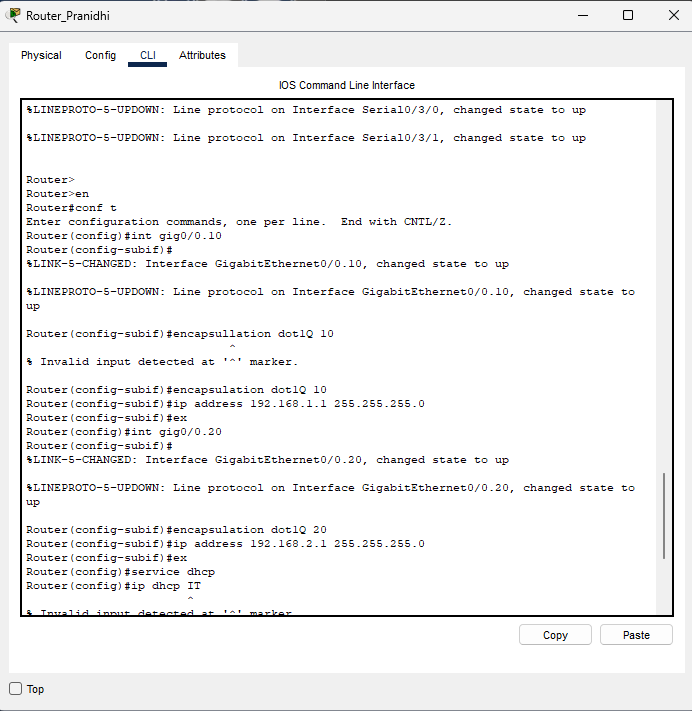 Router_Pranidhi
Physical Config CLI Attributes
IOS Command Line Interface
%LINEPROTO-5-UPDOWN: Line protocol on Interface Serial0/3/0, changed state to up
%LINEPROTO-5-UPDOWN: Line protocol on Interface Serial0/3/1, changed state to up
Router>
Router>en
Router#conf t
Enter configuration commands, one per line.  End with CNTL/Z.
Router(config)#int gig0/0.10
Router(config-subif)#
%LINK-5-CHANGED: Interface GigabitEthernet0/0.10, changed state to up
%LINEPROTO-5-UPDOWN: Line protocol on Interface GigabitEthernet0/0.10, changed state to
up
Router(config-subif)#encapsullation dot1Q 10
^
% Invalid input detected at '^' marker.
Router(config-subif)#encapsulation dot1Q 10
Router(config-subif)#ip address 192.168.1.1 255.255.255.0
Router(config-subif)#ex
Router(config)#int gig0/0.20
Router(config-subif)#
%LINK-5-CHANGED: Interface GigabitEthernet0/0.20, changed state to up
%LINEPROTO-5-UPDOWN: Line protocol on Interface GigabitEthernet0/0.20, changed state to
up
Router(config-subif)#encapsulation dot1Q 20
Router(config-subif)#ip address 192.168.2.1 255.255.255.0
Router(config-subif)#ex
Router(config)#service dhcp
Router(config)#ip dhcp IT
^
% Invalid input detected at '^' marker.
Copy Paste
Top